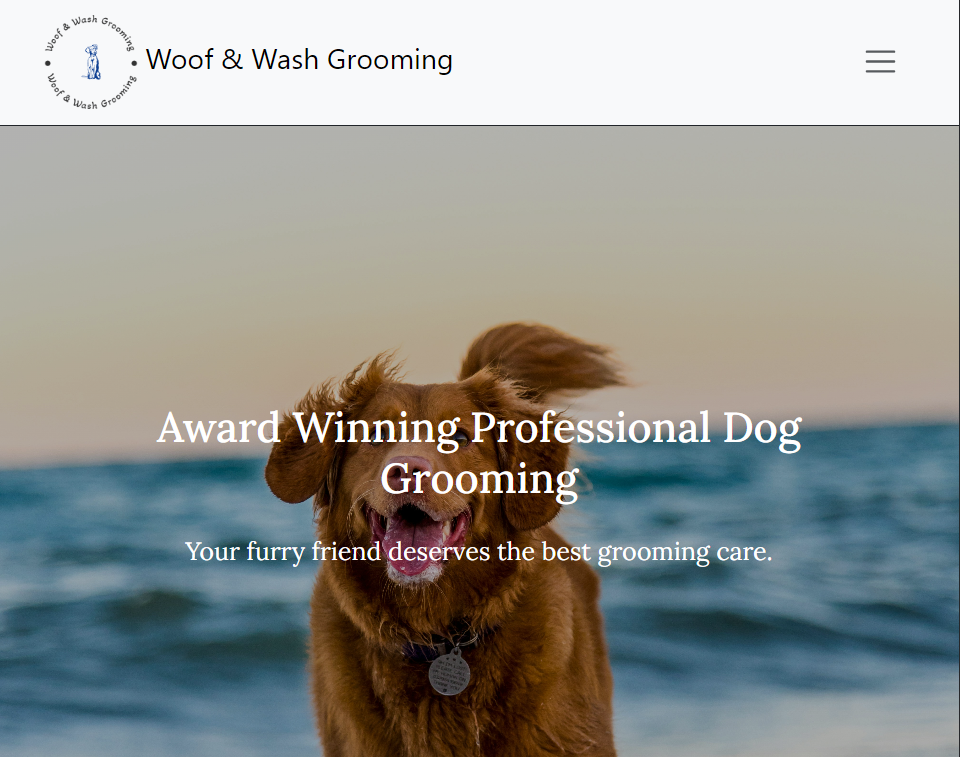 Woof & Wash Grooming
Woof & Wash Grooming
Woof & Wash Grooming
Award Winning Professional Dog
Grooming
Your furry friend deserves the best grooming care.